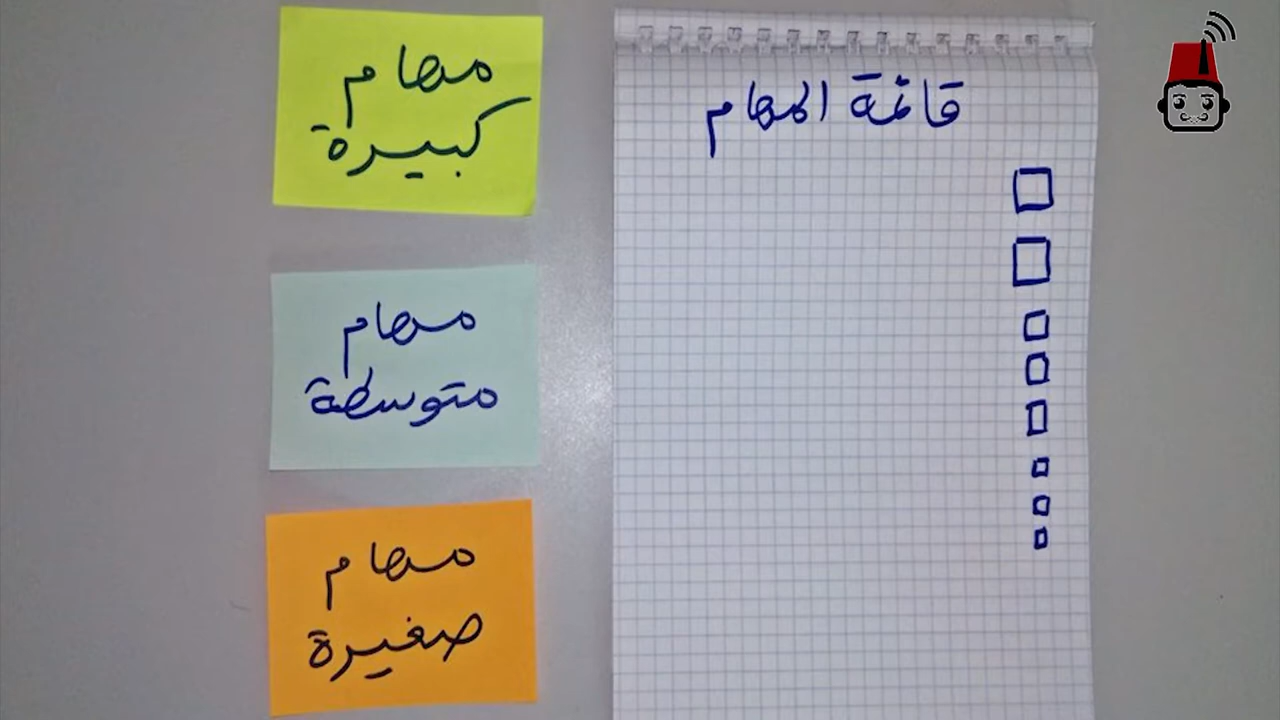 قائمة المهام
مهام
كبيرة
مهام
متوسطة
مهام
صغيرة